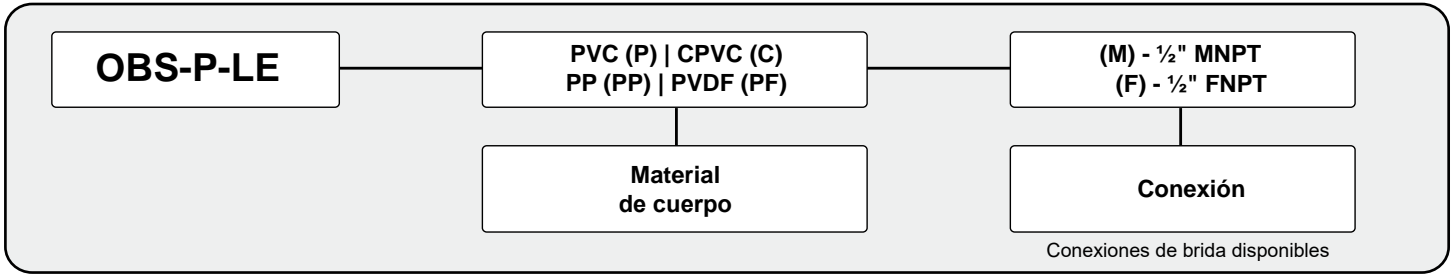 OBS-P-LE
PVC (P) | CPVC (C)
PP (PP) | PVDF (PF)
(M) - ½" MNPT
(F) - ½" FNPT
Material
de cuerpo
Conexión
Conexiones de brida disponibles